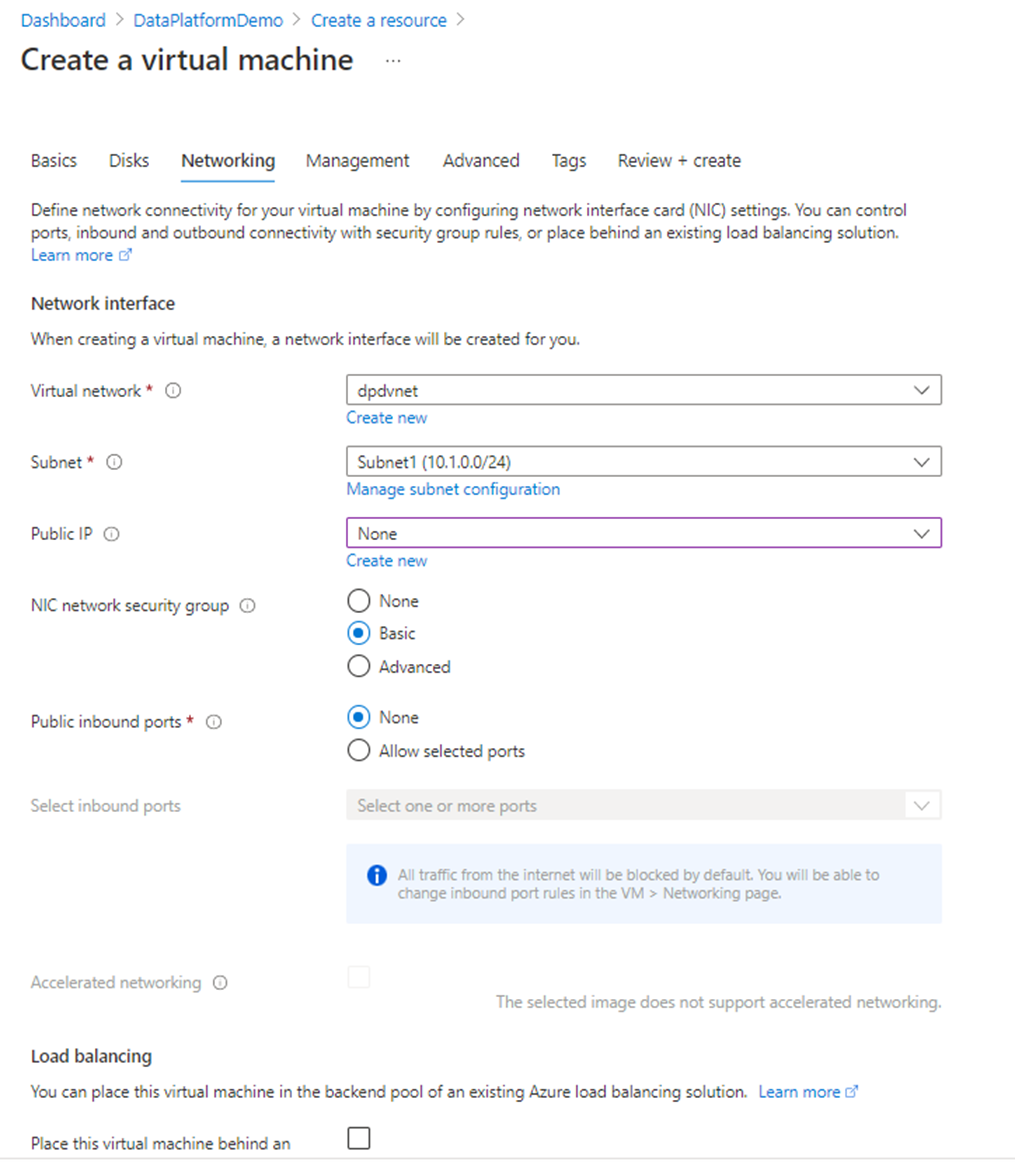 Dashboard > DataPlatformDemo > Create a resource >
Create a virtual machine ...
Basics Disks Networking Management Advanced Tags Review + create
Define network connectivity for your virtual machine by configuring network interface card (NIC) settings. You can control
ports, inbound and outbound connectivity with security group rules, or place behind an existing load balancing solution.
Learn more
Network interface
When creating a virtual machine, a network interface will be created for you.
Virtual network * dpdvnet
Create new
Subnet * Subnet1 (10.1.0.0/24)
Manage subnet configuration
Public IP None
Create new
NIC network security group None
Basic
Advanced
Public inbound ports * None
Allow selected ports
Select inbound ports Select one or more ports
All traffic from the internet will be blocked by default. You will be able to
change inbound port rules in the VM > Networking page.
Accelerated networking
The selected image does not support accelerated networking.
Load balancing
You can place this virtual machine in the backend pool of an existing Azure load balancing solution. Learn more
Place this virtual machine behind an